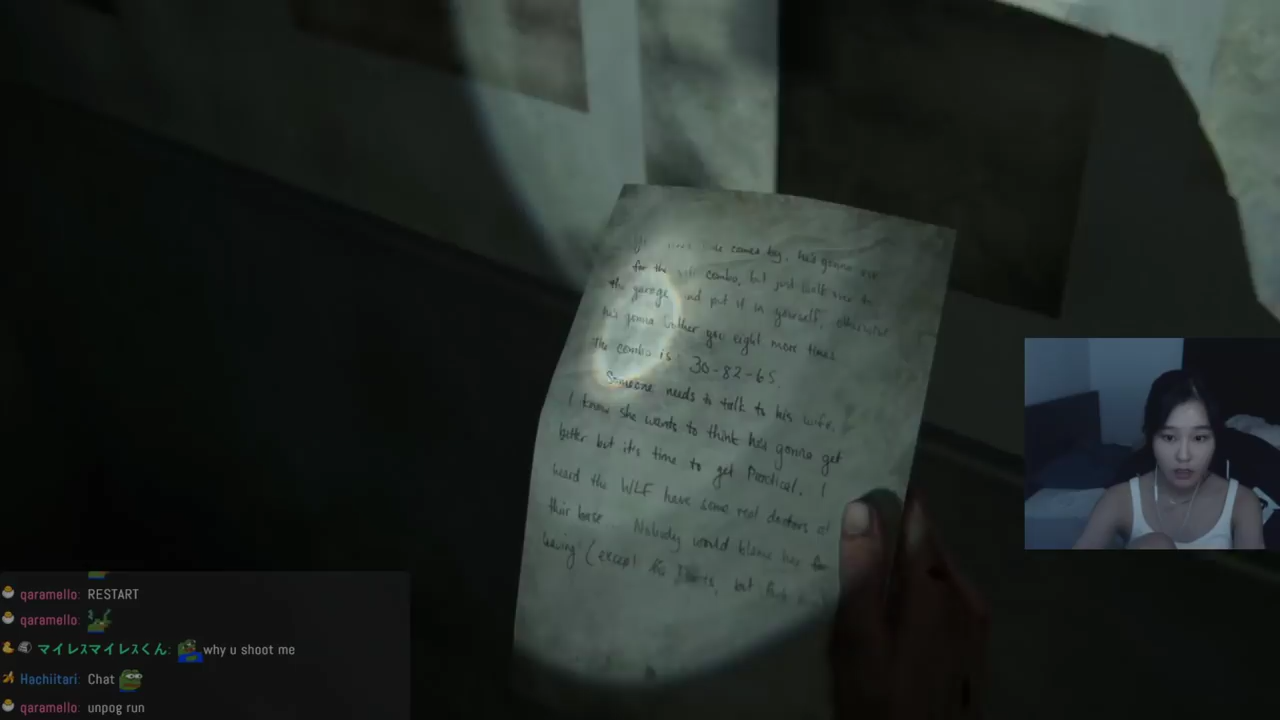 comes by, he's gonna ask
for the combo, but just walk over to
the garage and put it in yourself, otherwise
he's gonna bother you eight more times.
The combo is 30-82-65.
Someone needs to talk to his wife.
I know she wants to think he's gonna get
better but it's time to get practical. I
heard the WLF have some real doctors at
their base. Nobody would blame her for
leaving (except but
qaramello: RESTART
qaramello:
マイレスマイレスくん: why u shoot me
Hachiitari: Chat
qaramello: unpog run